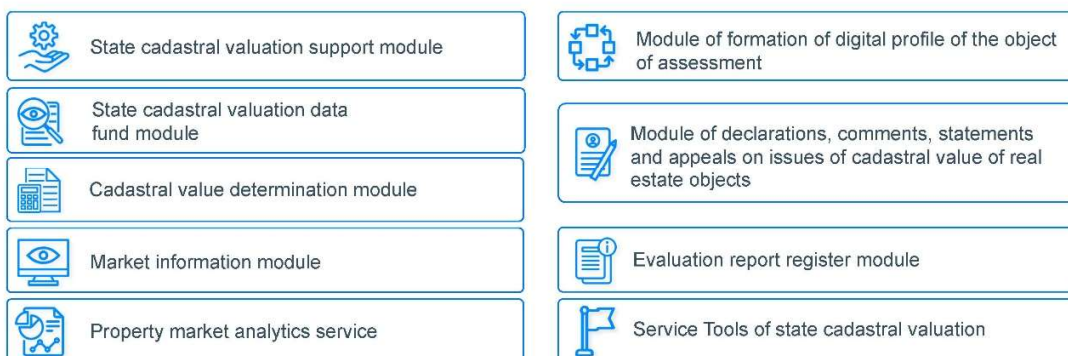 State cadastral valuation support module
State cadastral valuation data
fund module
Cadastral value determination module
Market information module
Property market analytics service
Module of formation of digital profile of the object
of assessment
Module of declarations, comments, statements
and appeals on issues of cadastral value of real
estate objects
Evaluation report register module
Service Tools of state cadastral valuation